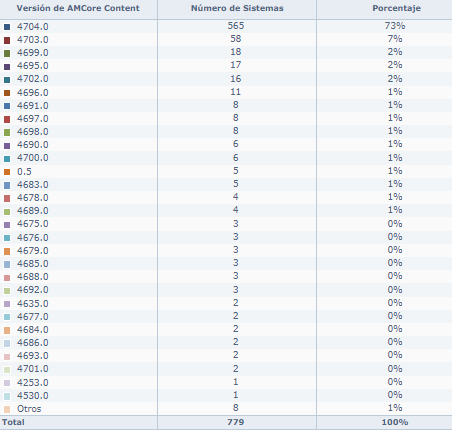 Versión de AMCore Content Número de Sistemas Porcentaje
4704.0 565 73%
4703.0 58 7%
4699.0 18 2%
4695.0 17 2%
4702.0 16 2%
4696.0 11 1%
4691.0 8 1%
4697.0 8 1%
4698.0 8 1%
4690.0 6 1%
4700.0 6 1%
0.5 5 1%
4683.0 5 1%
4678.0 4 1%
4689.0 4 1%
4675.0 3 0%
4676.0 3 0%
4679.0 3 0%
4685.0 3 0%
4688.0 3 0%
4692.0 3 0%
4635.0 2 0%
4677.0 2 0%
4684.0 2 0%
4686.0 2 0%
4693.0 2 0%
4701.0 2 0%
4253.0 1 0%
4530.0 1 0%
Otros 8 1%
Total 779 100%